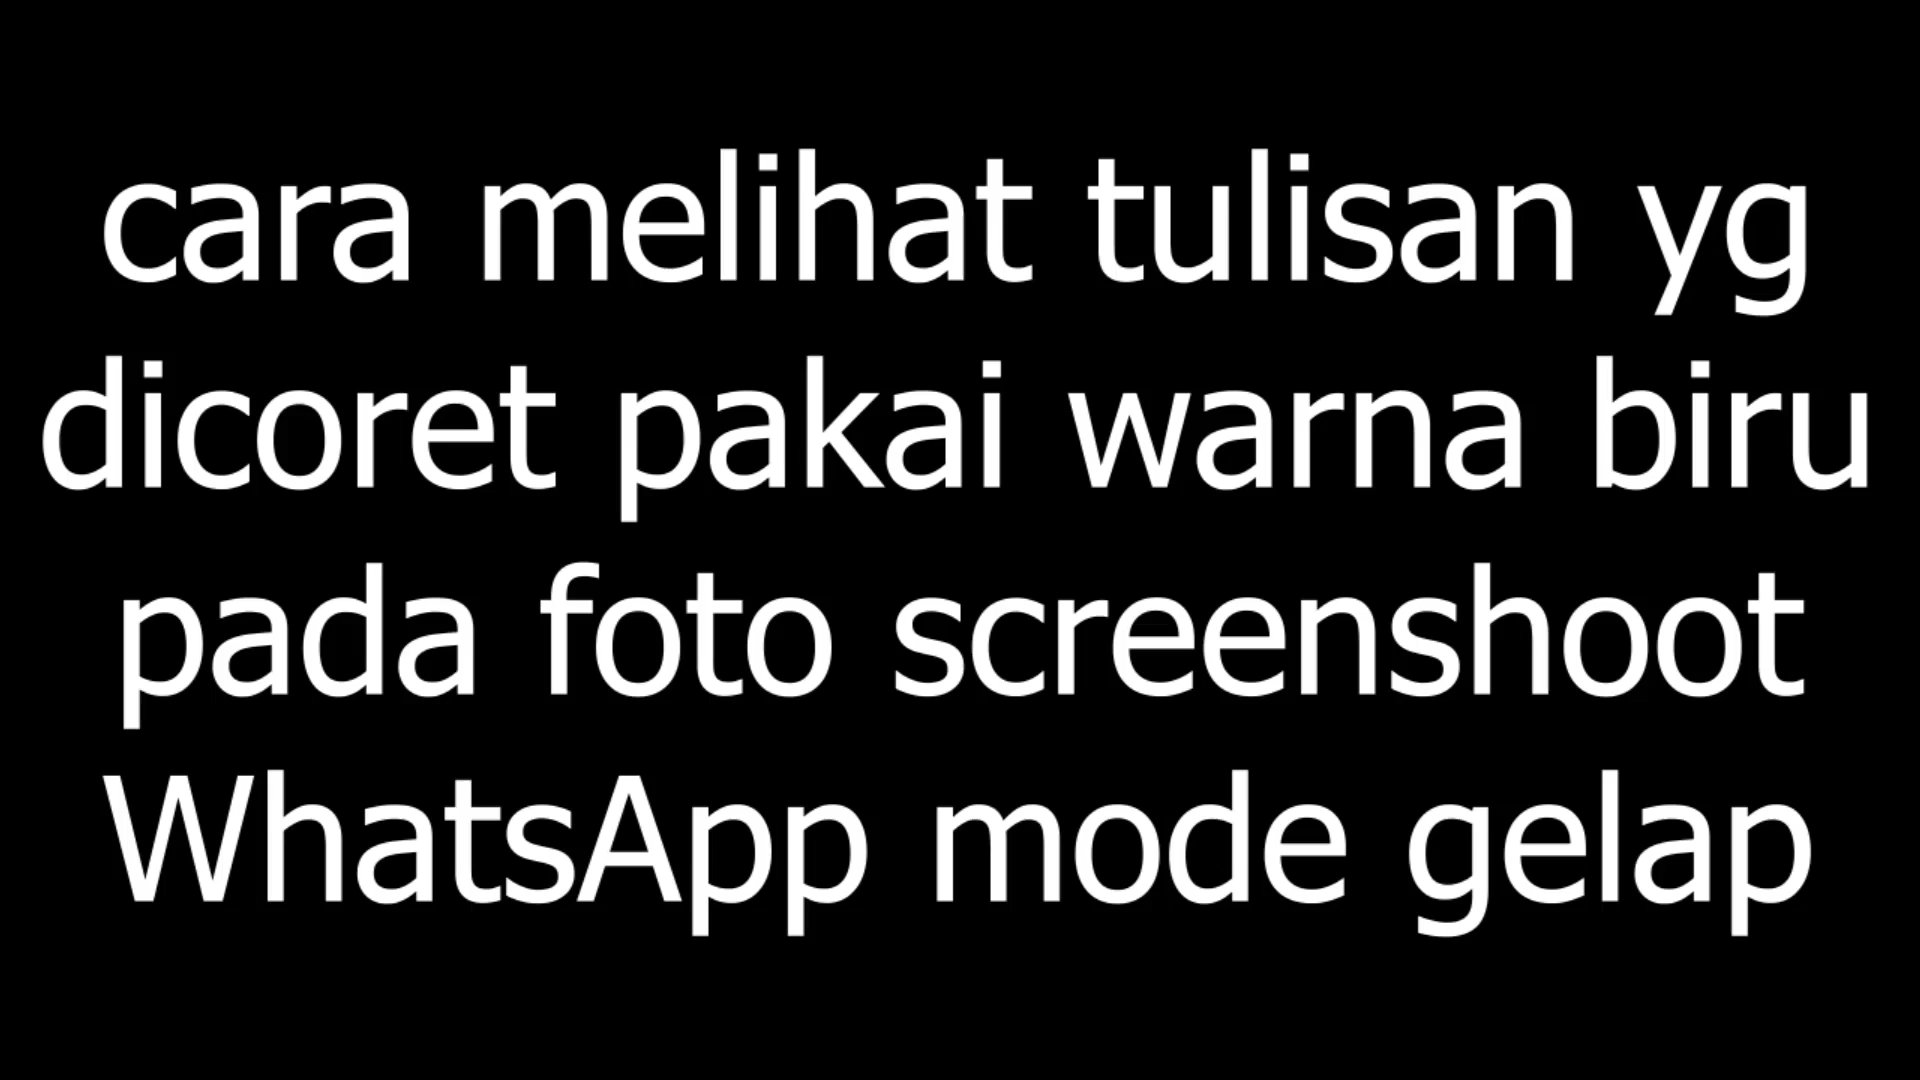 cara melihat tulisan yg
dicoret pakai warna biru
pada foto screenshoot
WhatsApp mode gelap